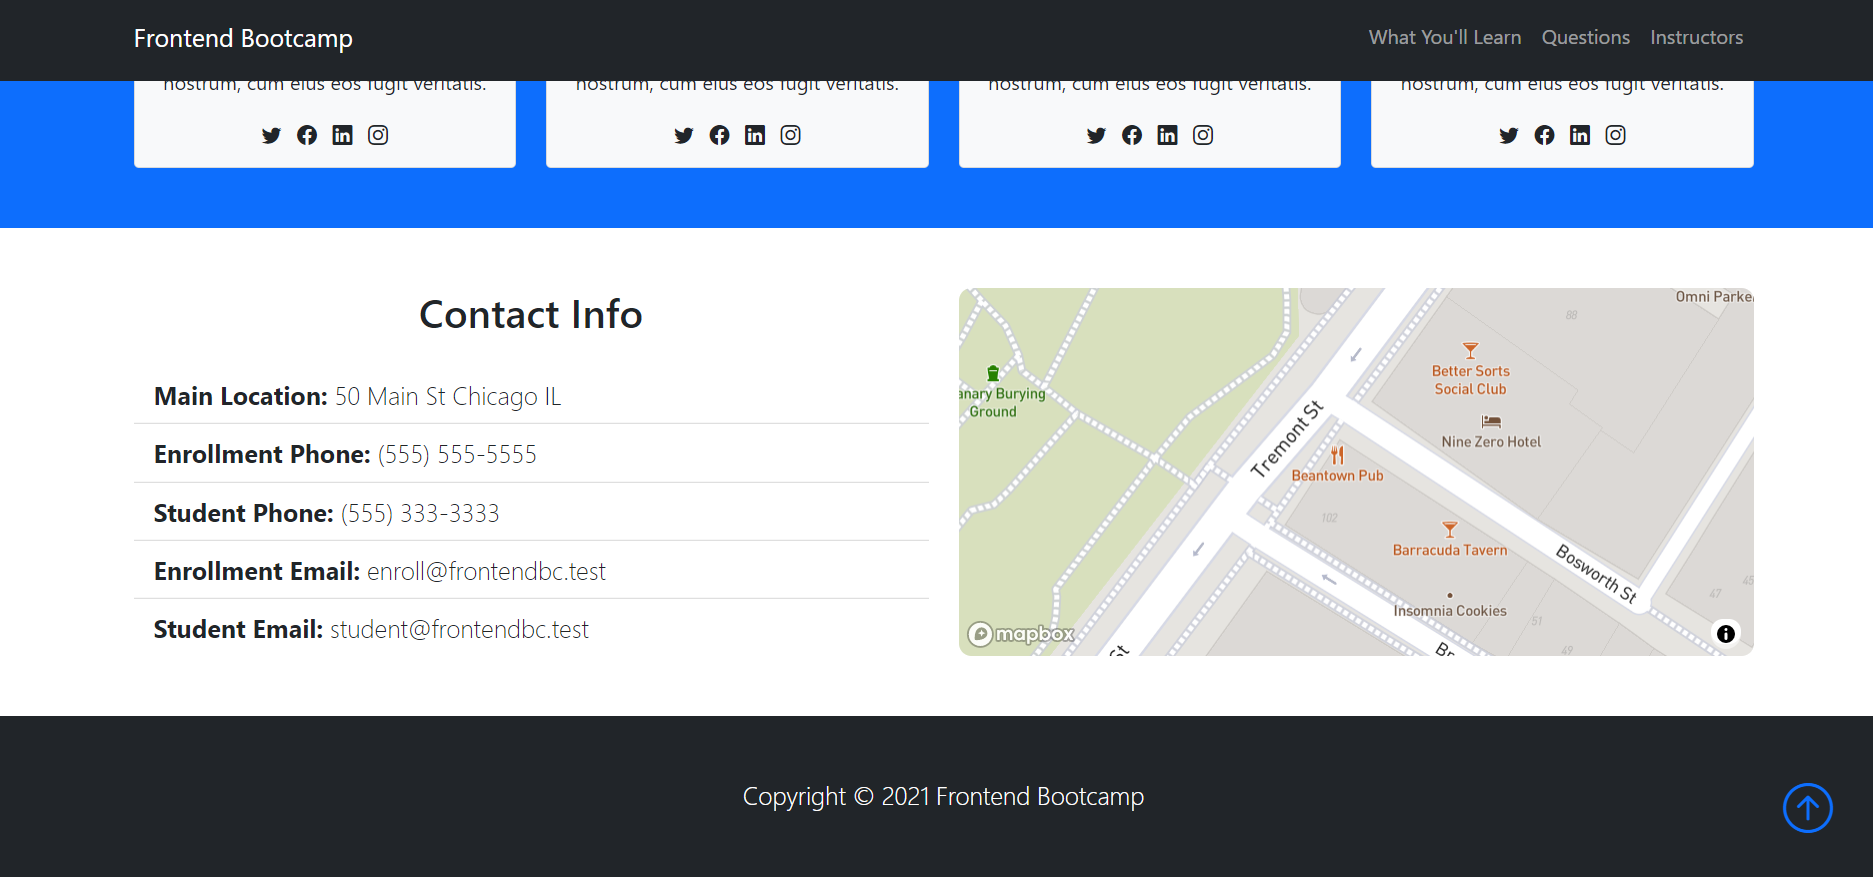 Frontend Bootcamp
What You'll Learn Questions Instructors
nostrum, cum eius eos fugit veritatis.
nostrum, cum eius eos fugit veritatis.
nostrum, cum eius eos fugit veritatis.
nostrum, cum eius eos fugit veritatis.
Contact Info
Main Location: 50 Main St Chicago IL
Enrollment Phone: (555) 555-5555
Student Phone: (555) 333-3333
Enrollment Email: enroll@frontendbc.test
Student Email: student@frontendbc.test
Omni Parke
88
Better Sorts
Social Club
anary Burying
Ground
Tremont St
Nine Zero Hotel
Beantown Pub
102
Barracuda Tavern
Bosworth St
Insomnia Cookies
47
45
51
49
mapbox
St
Br
Copyright © 2021 Frontend Bootcamp